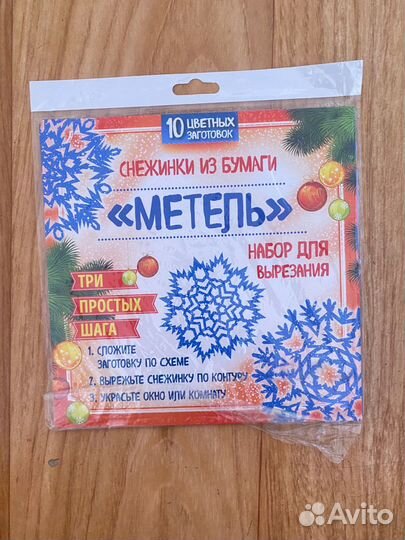 10 ЦВЕТНЫХ
ЗАГОТОВОК
СНЕЖИНКИ ИЗ БУМАГИ
«МЕТЕЛЬ»
НАБОР ДЛЯ
ВЫРЕЗАНИЯ
ТРИ
ПРОСТЫХ
ШАГА
1. СЛОЖИТЕ
ЗАГОТОВКУ ПО СХЕМЕ
2. ВЫРЕЖЬТЕ СНЕЖИНКУ ПО КОНТУРУ
3. УКРАСЬТЕ ОКНО ИЛИ КОМНАТУ
Avito